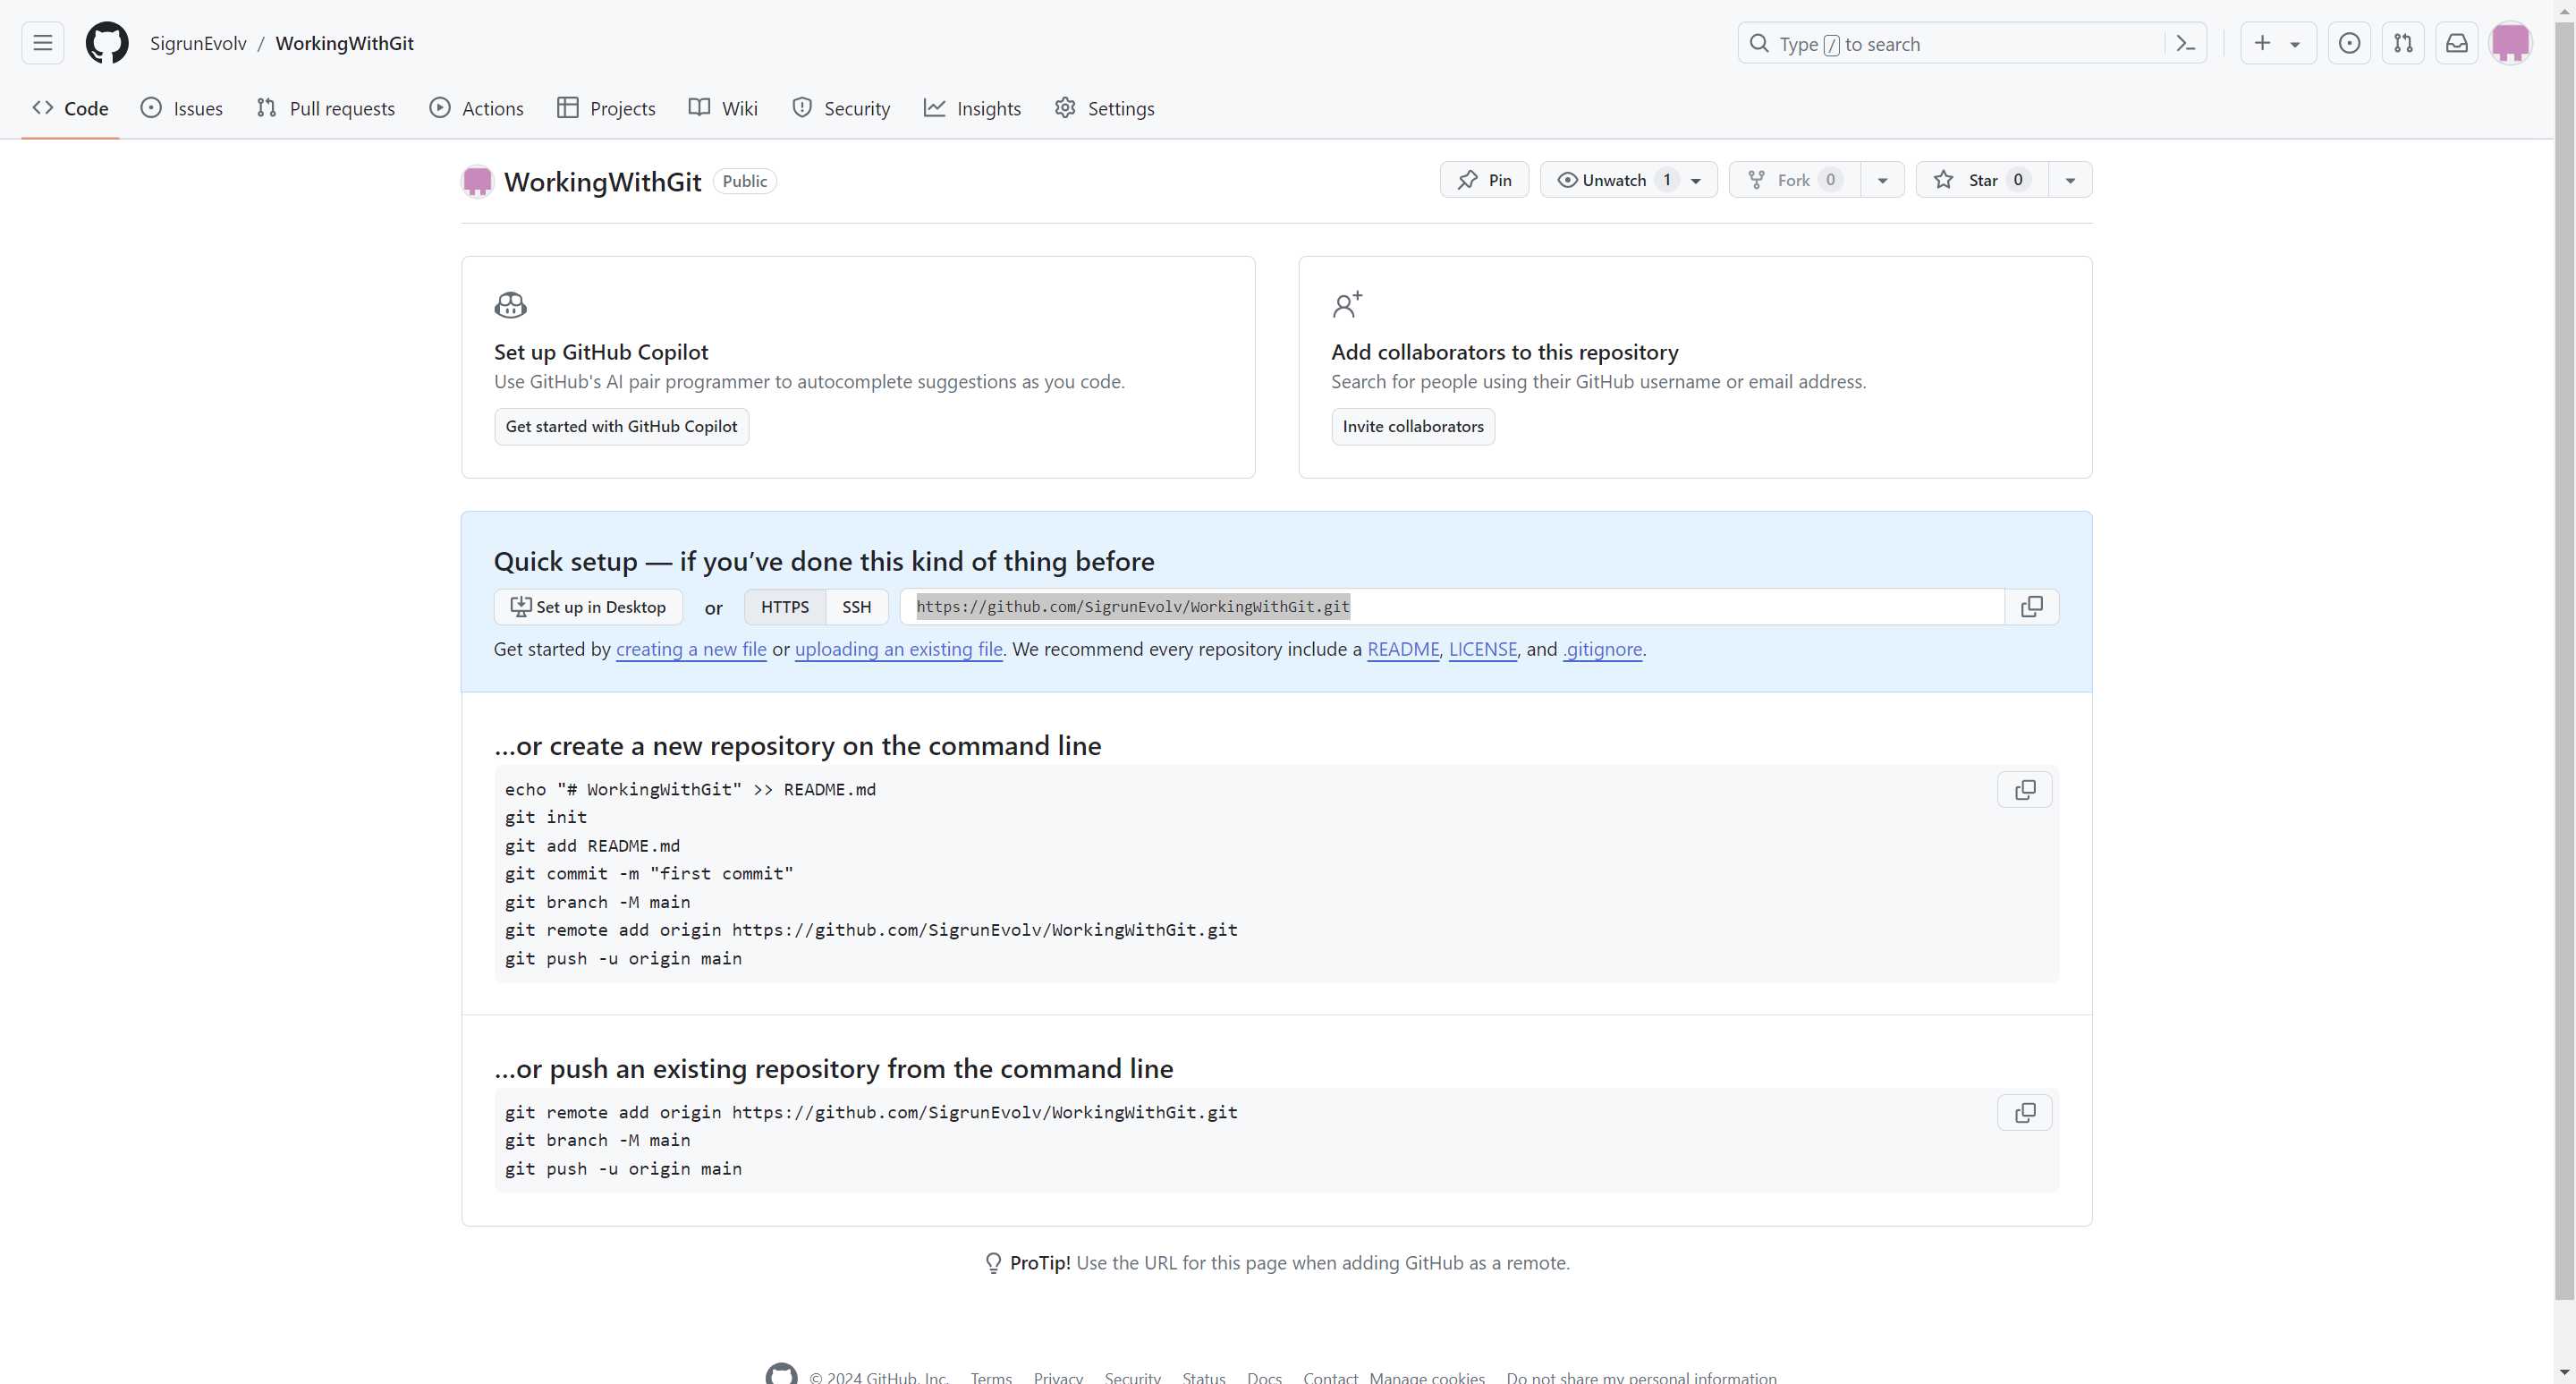 SigrunEvolv / WorkingWithGit
Type / to search
Code Issues Pull requests Actions Projects Wiki Security Insights Settings
WorkingWithGit Public
Pin Unwatch 1 Fork 0 Star 0
Set up GitHub Copilot
Use GitHub's AI pair programmer to autocomplete suggestions as you code.
Get started with GitHub Copilot
Add collaborators to this repository
Search for people using their GitHub username or email address.
Invite collaborators
Quick setup — if you’ve done this kind of thing before
Set up in Desktop or HTTPS SSH https://github.com/SigrunEvolv/WorkingWithGit.git
Get started by creating a new file or uploading an existing file. We recommend every repository include a README, LICENSE, and .gitignore.
…or create a new repository on the command line
echo "# WorkingWithGit" >> README.md
git init
git add README.md
git commit -m "first commit"
git branch -M main
git remote add origin https://github.com/SigrunEvolv/WorkingWithGit.git
git push -u origin main
…or push an existing repository from the command line
git remote add origin https://github.com/SigrunEvolv/WorkingWithGit.git
git branch -M main
git push -u origin main
ProTip! Use the URL for this page when adding GitHub as a remote.
© 2024 GitHub, Inc. Terms Privacy Security Status Docs Contact Manage cookies Do not share my personal information